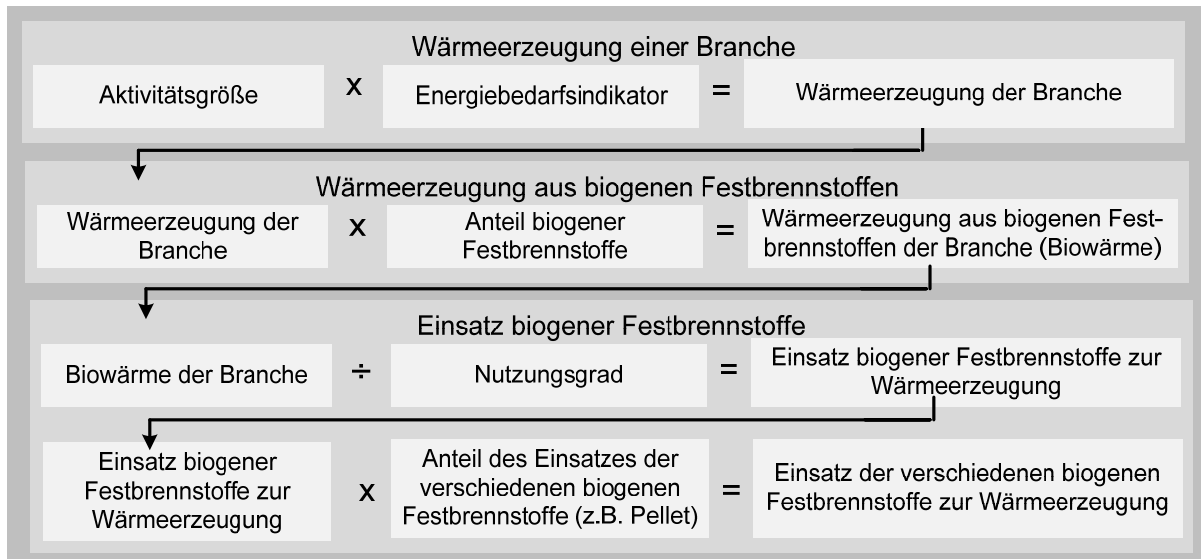 Wärmeerzeugung einer Branche
Aktivitätsgröße x Energiebedarfsindikator = Wärmeerzeugung der Branche
Wärmeerzeugung aus biogenen Festbrennstoffen
Wärmeerzeugung der
Branche
x
Anteil biogener
Festbrennstoffe
=
Wärmeerzeugung aus biogenen Fest-
brennstoffen der Branche (Biowärme)
Einsatz biogener Festbrennstoffe
Biowärme der Branche
÷
Nutzungsgrad
=
Einsatz biogener Festbrennstoffe zur
Wärmeerzeugung
Einsatz biogener
Festbrennstoffe zur
Wärmeerzeugung
x
Anteil des Einsatzes der
verschiedenen biogenen
Festbrennstoffe (z.B. Pellet)
=
Einsatz der verschiedenen biogenen
Festbrennstoffe zur Wärmeerzeugung